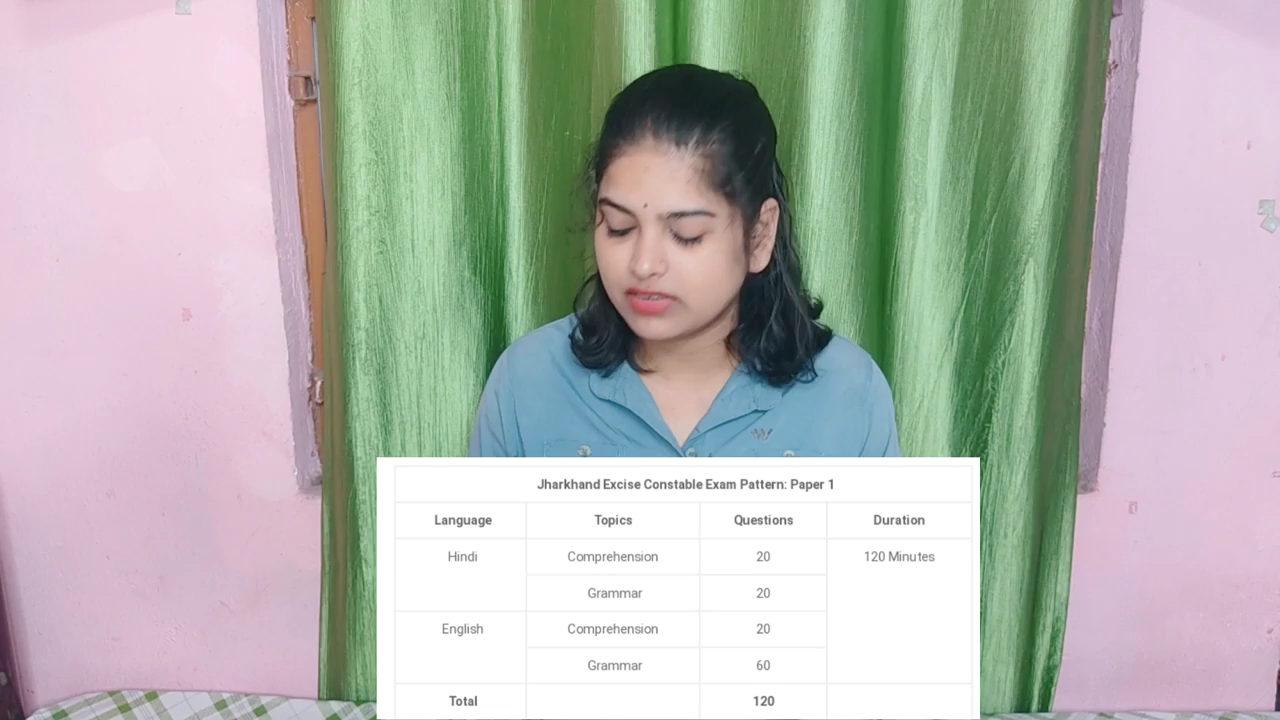 Jharkhand Excise Constable Exam Pattern: Paper 1
Language Topics Questions Duration
Hindi Comprehension 20 120 Minutes
Grammar 20
English Comprehension 20
Grammar 60
Total 120